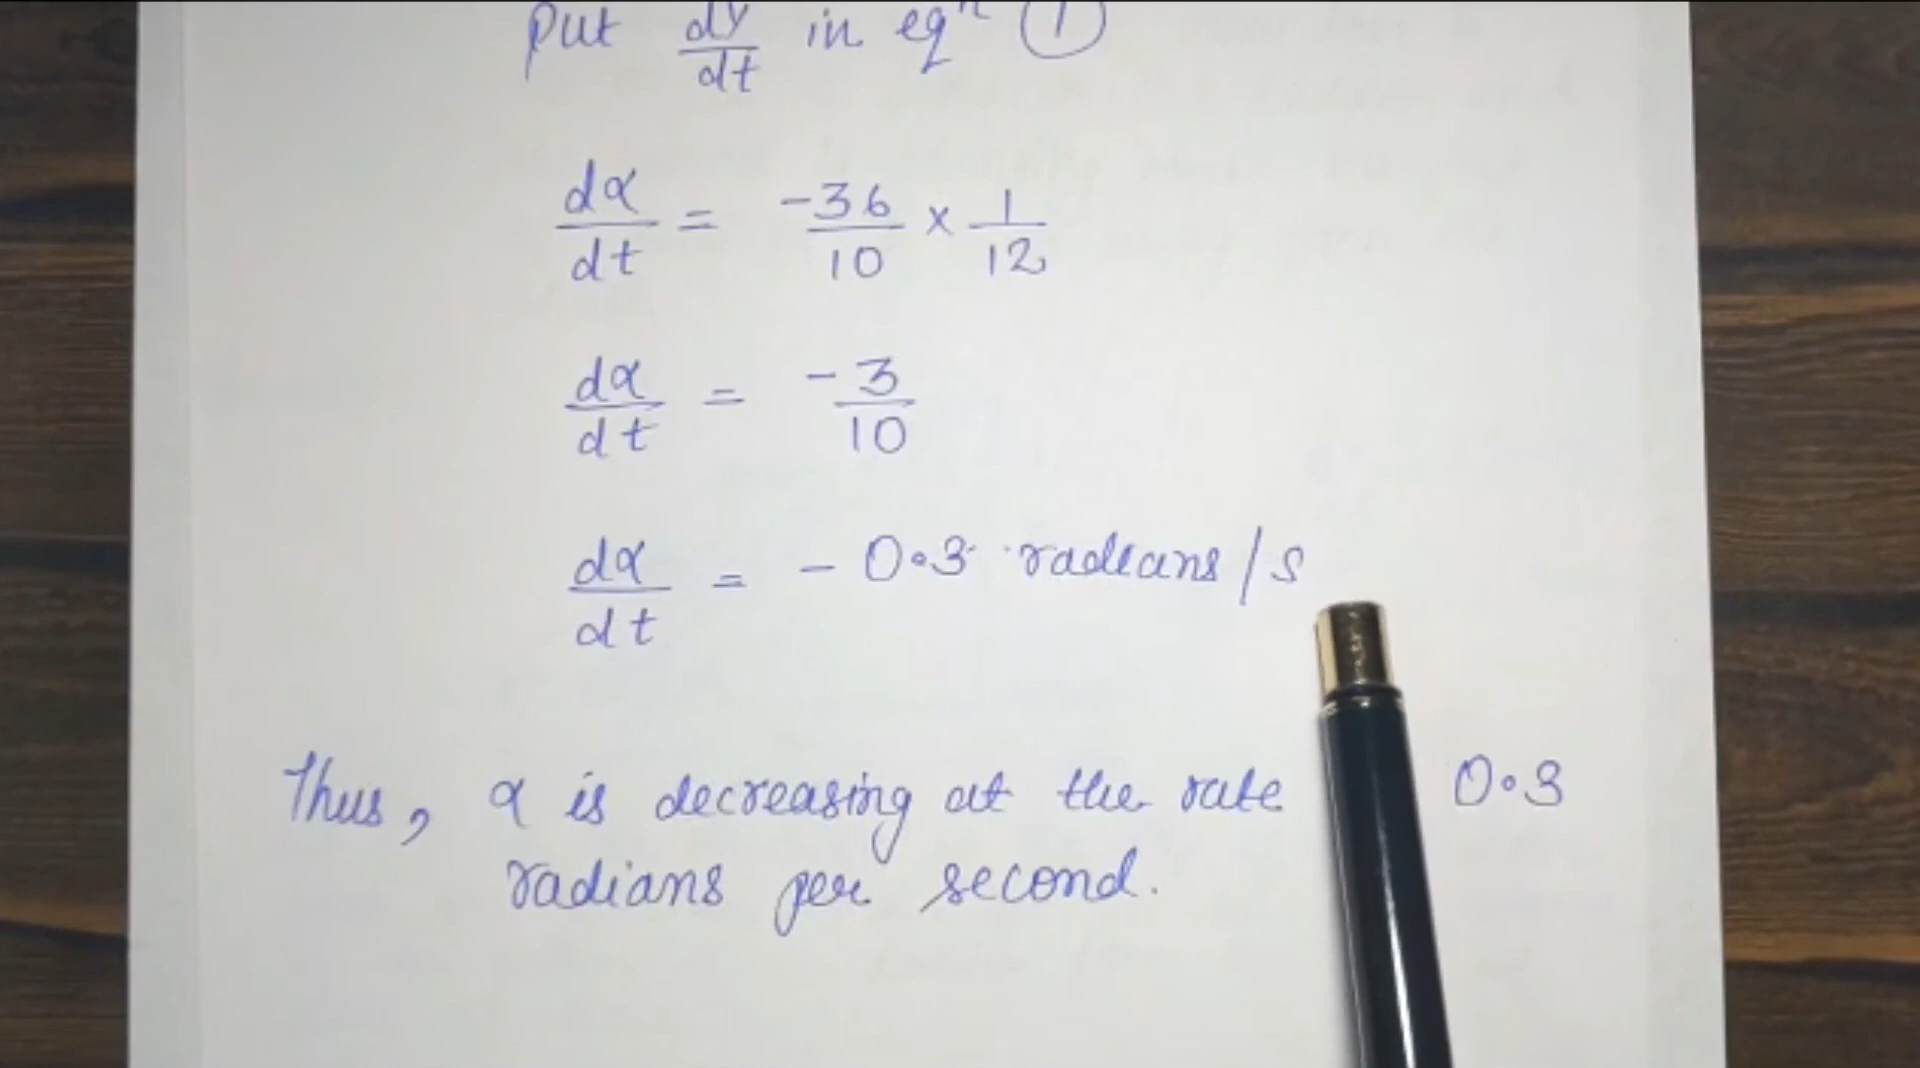 Put dy/dt in eqⁿ ①
dα/dt = -36/10 × 1/12
dα/dt = -3/10
dα/dt = - 0.3 radians/s
Thus, α is decreasing at the rate 0.3
radians per second.